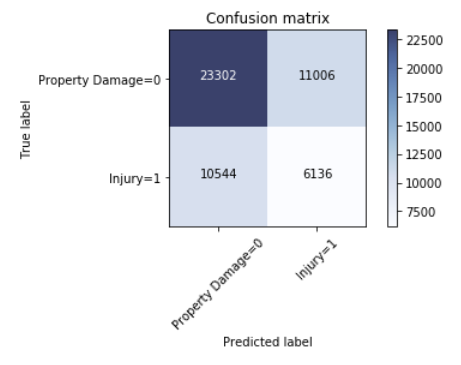 Confusion matrix
22500
20000
17500
15000
12500
10000
7500
True label
Property Damage=0
23302 11006
Injury=1
10544 6136
Property Damage=0
Injury=1
Predicted label